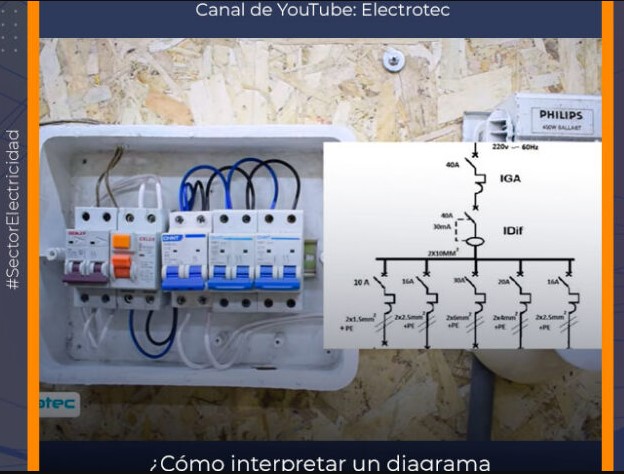 Canal de YouTube: Electrotec
#SectorElectricidad
PHILIPS
400W BALLAST
220v ~ 60Hz
40A
IGA
40A
30mA
IDif
2X10MM²
10 A
16A
30A
20A
16A
2x1.5mm²
+PE
2x2.5mm²
+PE
2x6mm²
+PE
2x4mm²
+PE
2x2.5mm²
+PE
CHNT
otec
¿Cómo interpretar un diagrama